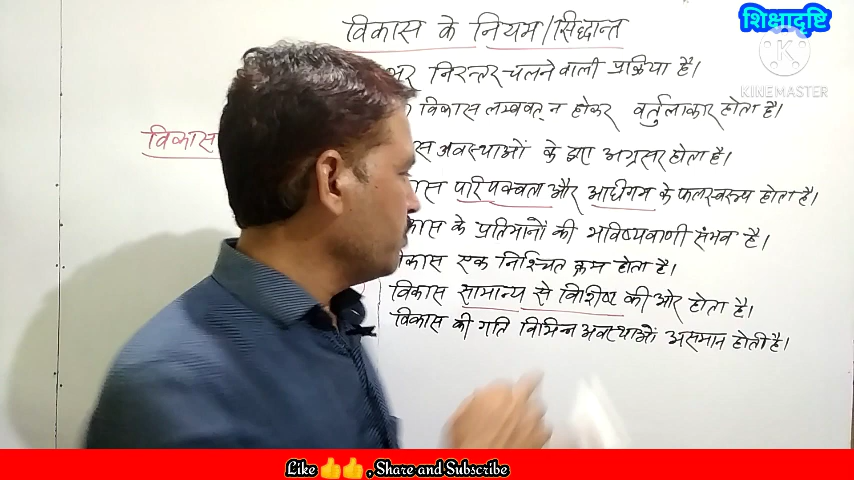 शिक्षादृष्टि
KINEMASTER
विकास के नियम/सिद्धान्त
निरन्तर चलने वाली प्रक्रिया है।
विकास लम्बवत् न होकर वर्तुलाकार होता है।
विकास
अवस्थाओं के द्वारा अग्रसर होता है।
परिपक्वता और अधिगम के फलस्वरूप होता है।
के प्रतिमानों की भविष्यवाणी संभव है।
विकास एक निश्चित क्रम होता है।
विकास सामान्य से विशिष्ट की ओर होता है।
विकास की गति विभिन्न अवस्थाओं असमान होती है।
Like 👍👍 , Share and Subscribe